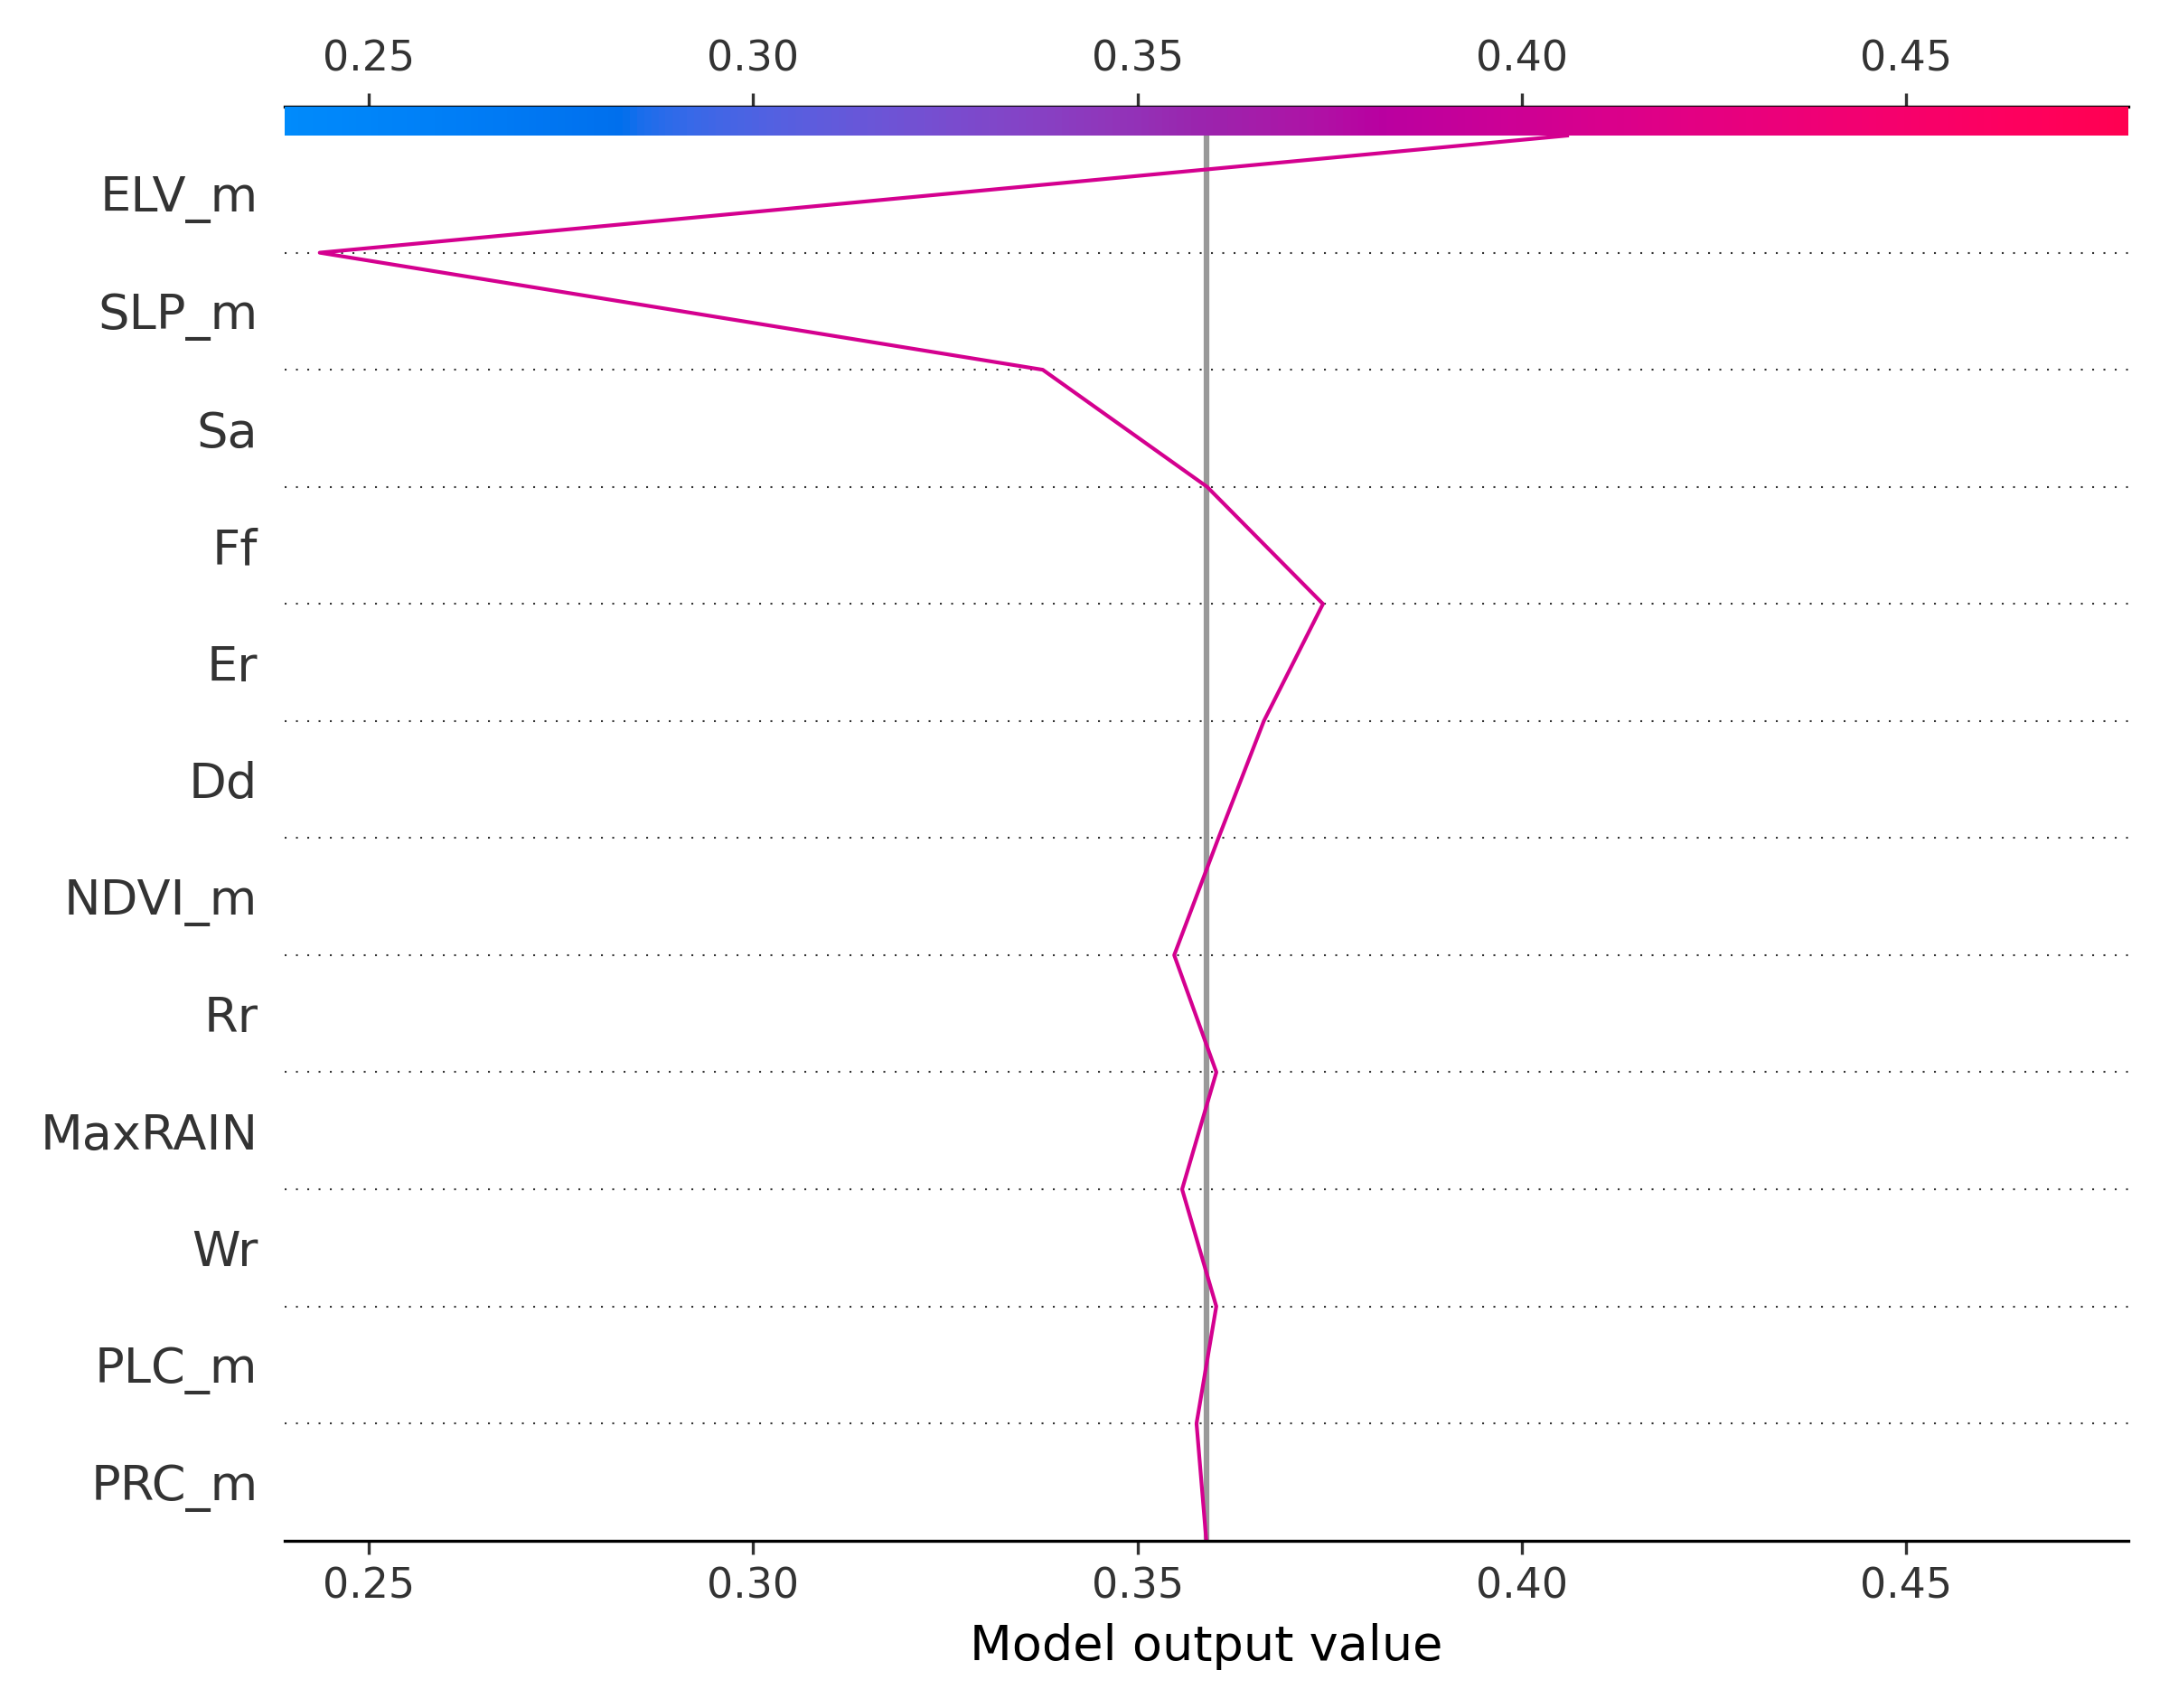 0.25 0.30 0.35 0.40 0.45
ELV_m
SLP_m
Sa
Ff
Er
Dd
NDVI_m
Rr
MaxRAIN
Wr
PLC_m
PRC_m
0.25 0.30 0.35 0.40 0.45
Model output value